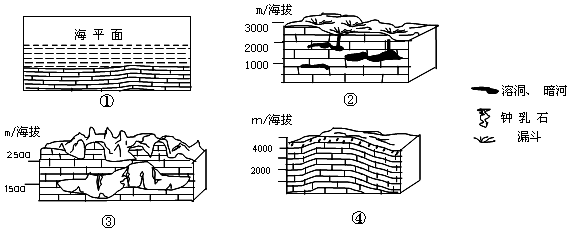 海平面
①
m/海拔
3000
2000
1000
②
溶洞、暗河
钟乳石
漏斗
m/海拔
2500
1500
③
m/海拔
4000
2000
④